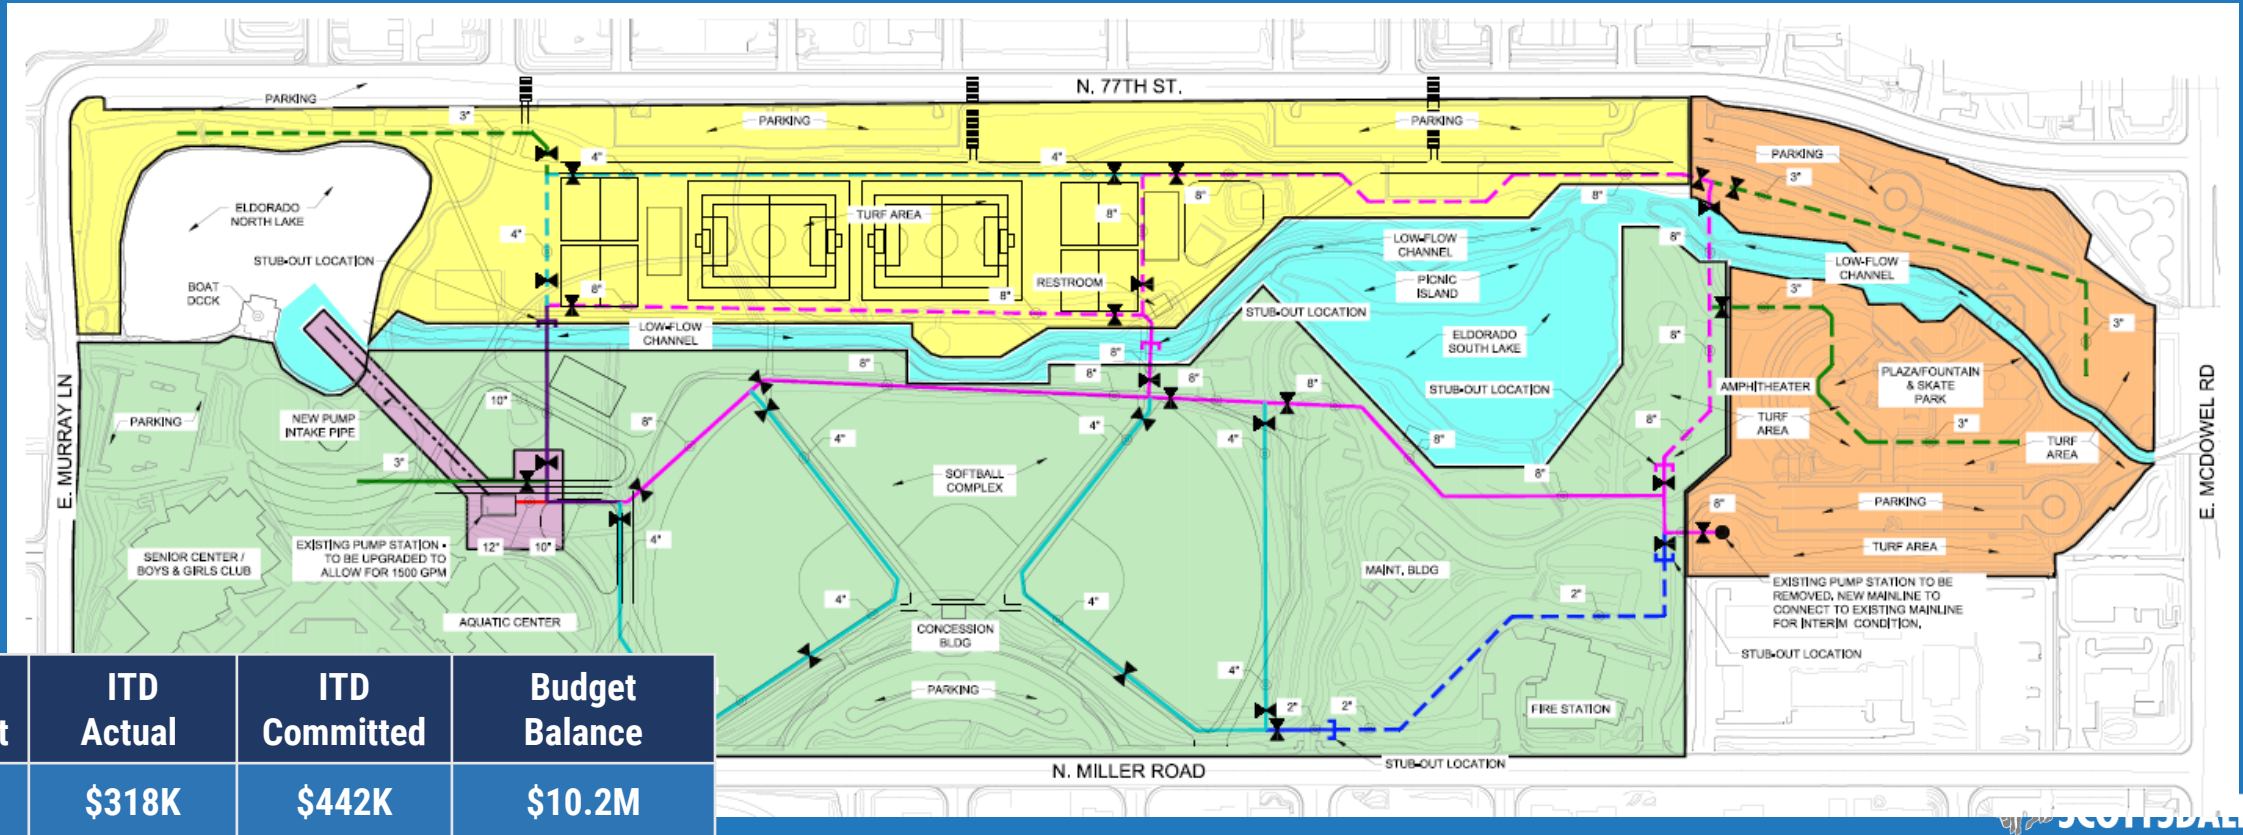 N. 77TH ST.
PARKING
3"
PARKING
PARKING
PARKING
4"
4"
3"
ELDORADO
NORTH LAKE
8"
8"
8"
TURF AREA
4"
8"
LOW-FLOW
CHANNEL
STUB-OUT LOCATION
LOW-FLOW
CHANNEL
BOAT
DOCK
RESTROOM
PICNIC
ISLAND
8"
8"
3"
STUB-OUT LOCATION
3"
LOW-FLOW
CHANNEL
8"
ELDORADO
SOUTH LAKE
8"
8"
8"
8"
8"
8"
PLAZA/FOUNTAIN
& SKATE
PARK
AMPHITHEATER
STUB-OUT LOCATION
10"
E. MURRAY LN
PARKING
NEW PUMP
INTAKE PIPE
8"
4"
4"
4"
8"
8"
TURF
AREA
3"
TURF
AREA
E. MCDOWEL RD
3"
SOFTBALL
COMPLEX
8"
PARKING
8"
SENIOR CENTER /
BOYS & GIRLS CLUB
EXISTING PUMP STATION -
TO BE UPGRADED TO
ALLOW FOR 1500 GPM
12"
10"
4"
TURF AREA
MAINT. BLDG
EXISTING PUMP STATION TO BE
REMOVED. NEW MAINLINE TO
CONNECT TO EXISTING MAINLINE
FOR INTERIM CONDITION.
4"
4"
2"
AQUATIC CENTER
CONCESSION
BLDG
STUB-OUT LOCATION
4"
PARKING
2"
2"
FIRE STATION
STUB-OUT LOCATION
N. MILLER ROAD
t
ITD
Actual
ITD
Committed
Budget
Balance
$318K
$442K
$10.2M